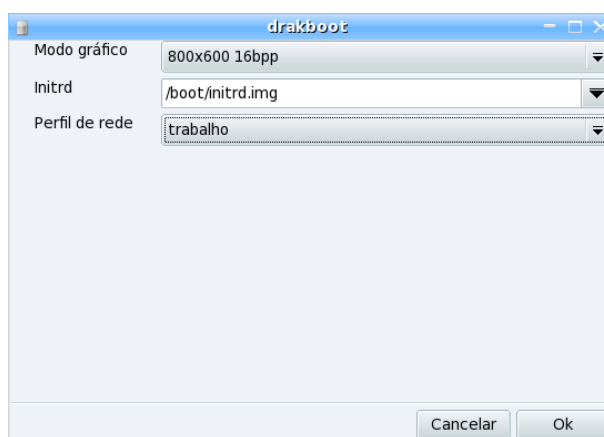 drakboot
Modo gráfico 800x600 16bpp
Initrd /boot/initrd.img
Perfil de rede trabalho
Cancelar Ok